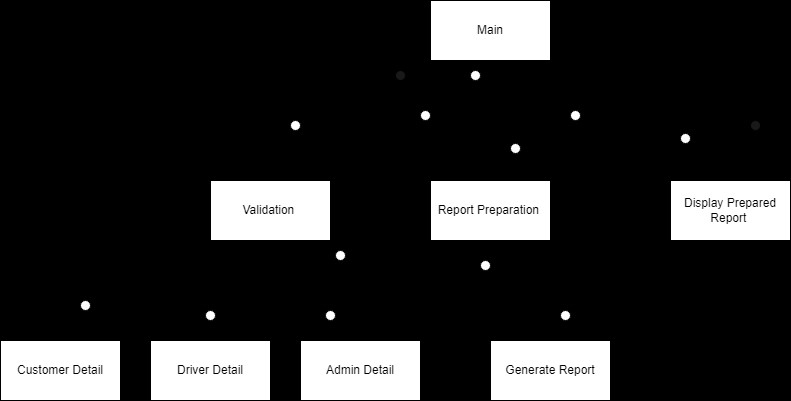 Main
Validation
Report Preparation
Display Prepared
Report
Customer Detail
Driver Detail
Admin Detail
Generate Report